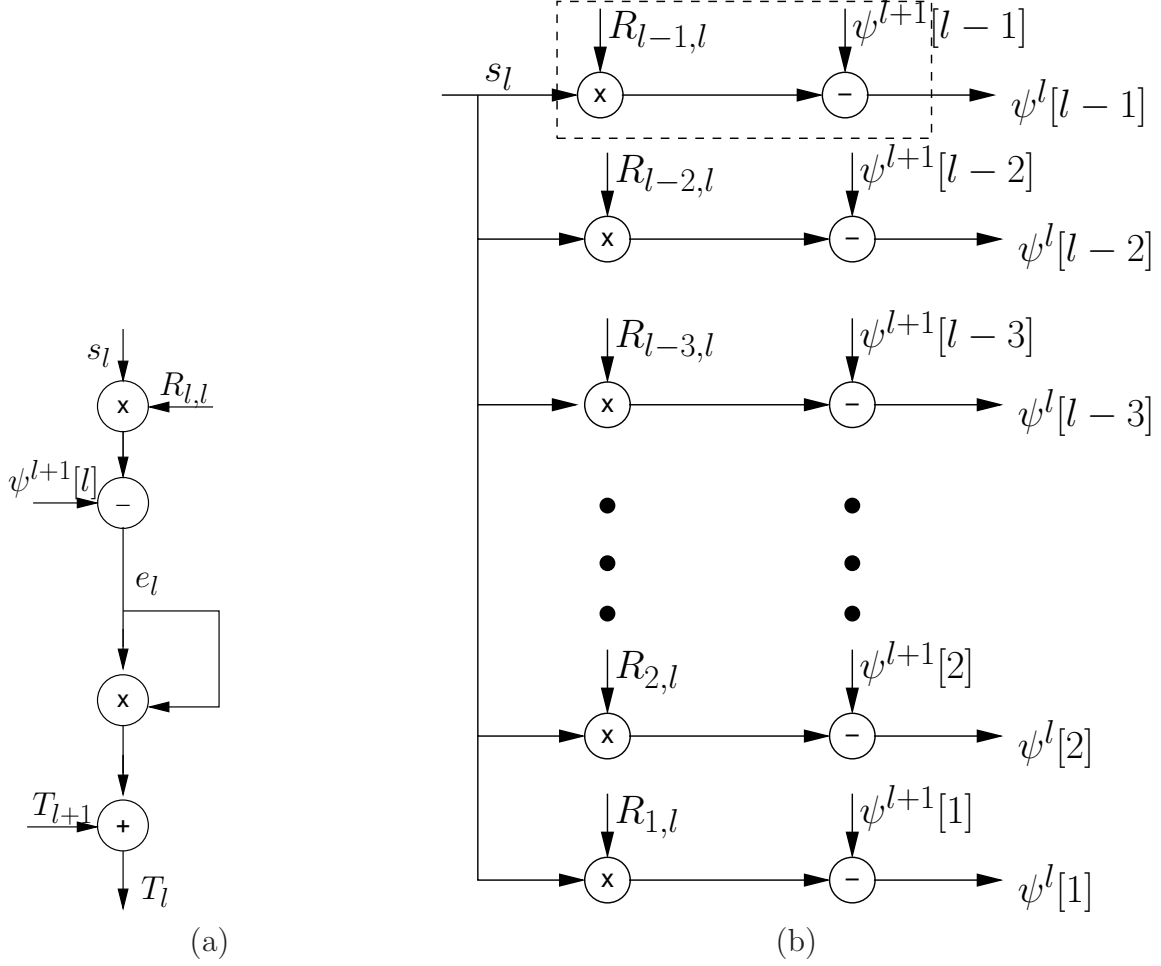 s_l
R_{l,l}
x
ψ^{l+1}[l]
−
e_l
x
T_{l+1}
+
T_l
(a)
s_l
R_{l−1,l}
ψ^{l+1}[l − 1]
x
−
ψ^l[l − 1]
R_{l−2,l}
ψ^{l+1}[l − 2]
x
−
ψ^l[l − 2]
R_{l−3,l}
ψ^{l+1}[l − 3]
x
−
ψ^l[l − 3]
R_{2,l}
ψ^{l+1}[2]
x
−
ψ^l[2]
R_{1,l}
ψ^{l+1}[1]
x
−
ψ^l[1]
(b)